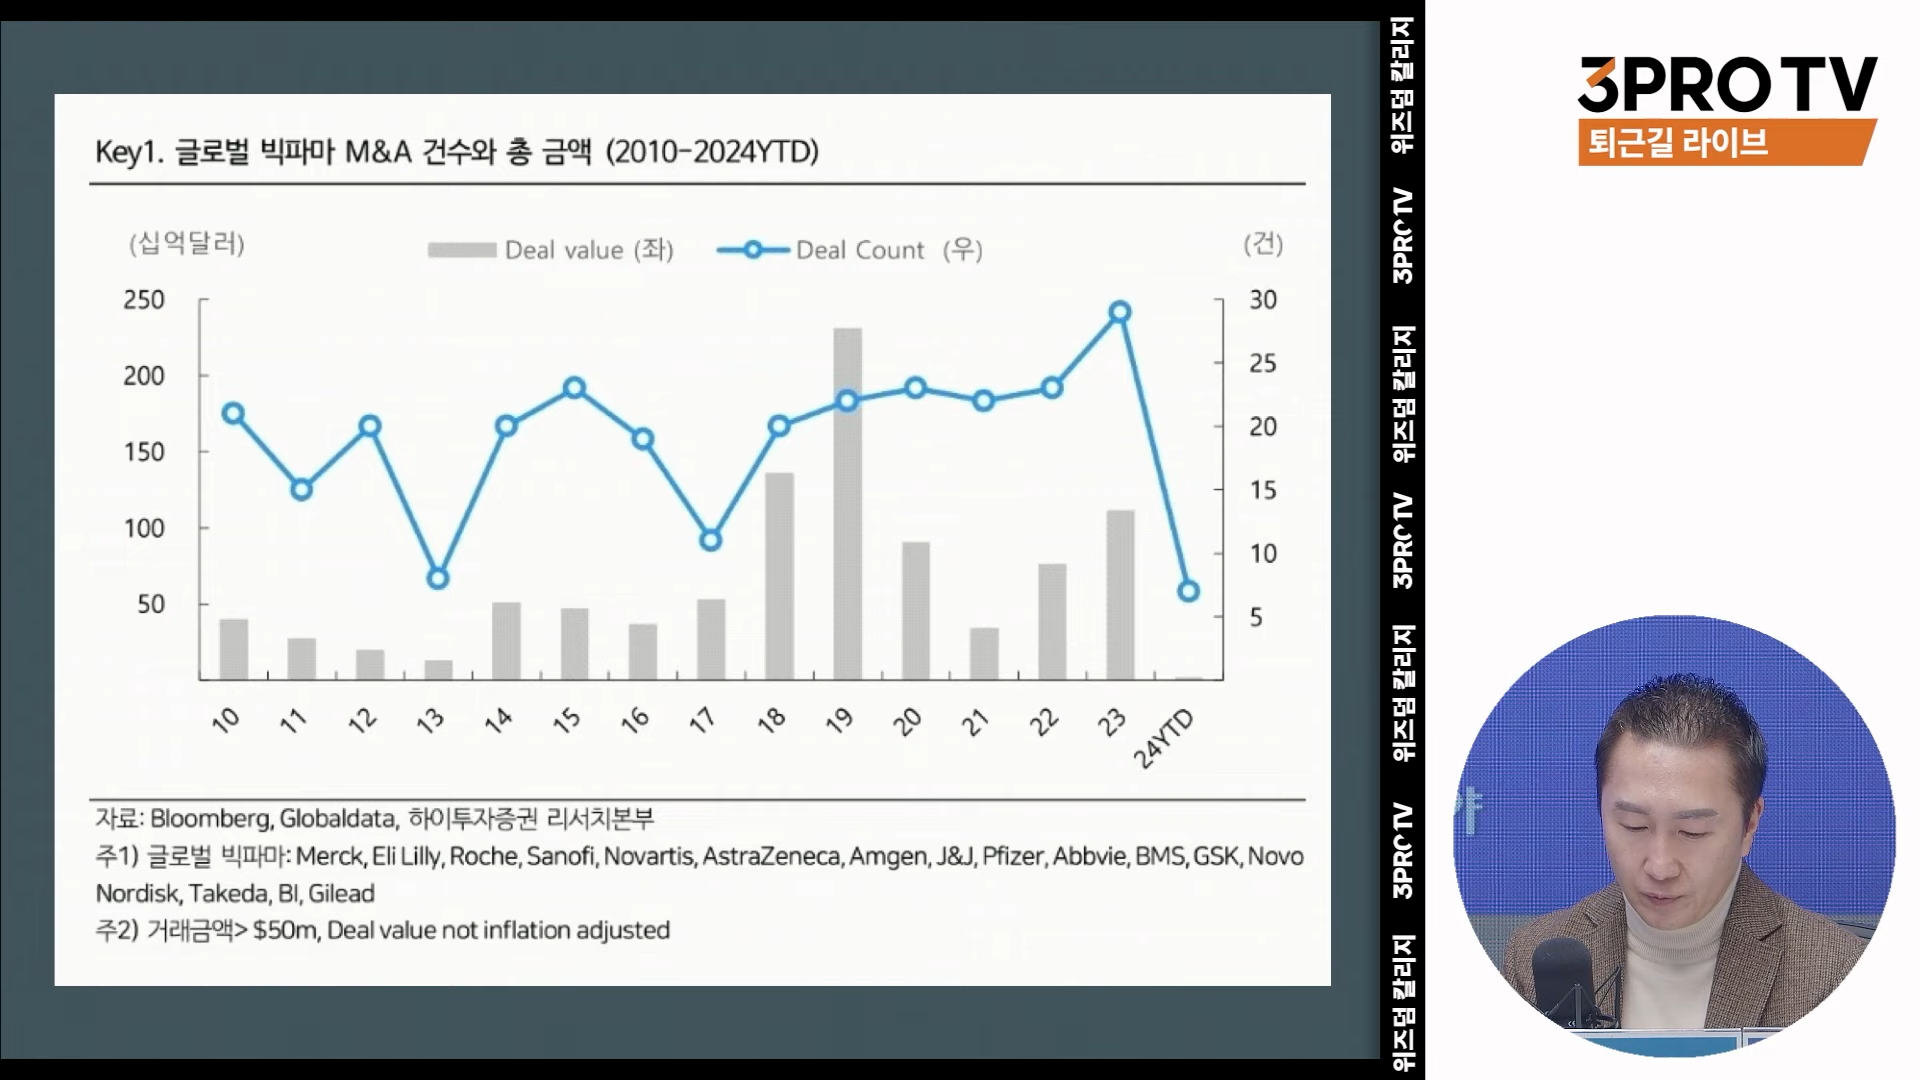 Key1. 글로벌 빅파마 M&A 건수와 총 금액 (2010-2024YTD)
(십억달러)
Deal value (좌)
Deal Count (우)
(건)
250
200
150
100
50
30
25
20
15
10
5
10
11
12
13
14
15
16
17
18
19
20
21
22
23
24YTD
자료: Bloomberg, Globaldata, 하이투자증권 리서치본부
주1) 글로벌 빅파마: Merck, Eli Lilly, Roche, Sanofi, Novartis, AstraZeneca, Amgen, J&J, Pfizer, Abbvie, BMS, GSK, Novo
Nordisk, Takeda, BI, Gilead
주2) 거래금액> $50m, Deal value not inflation adjusted
위즈덤 칼리지
3PROTV
위즈덤 칼리지
3PROTV
위즈덤 칼리지
3PROTV
위즈덤 칼리지
3PRO TV
퇴근길 라이브